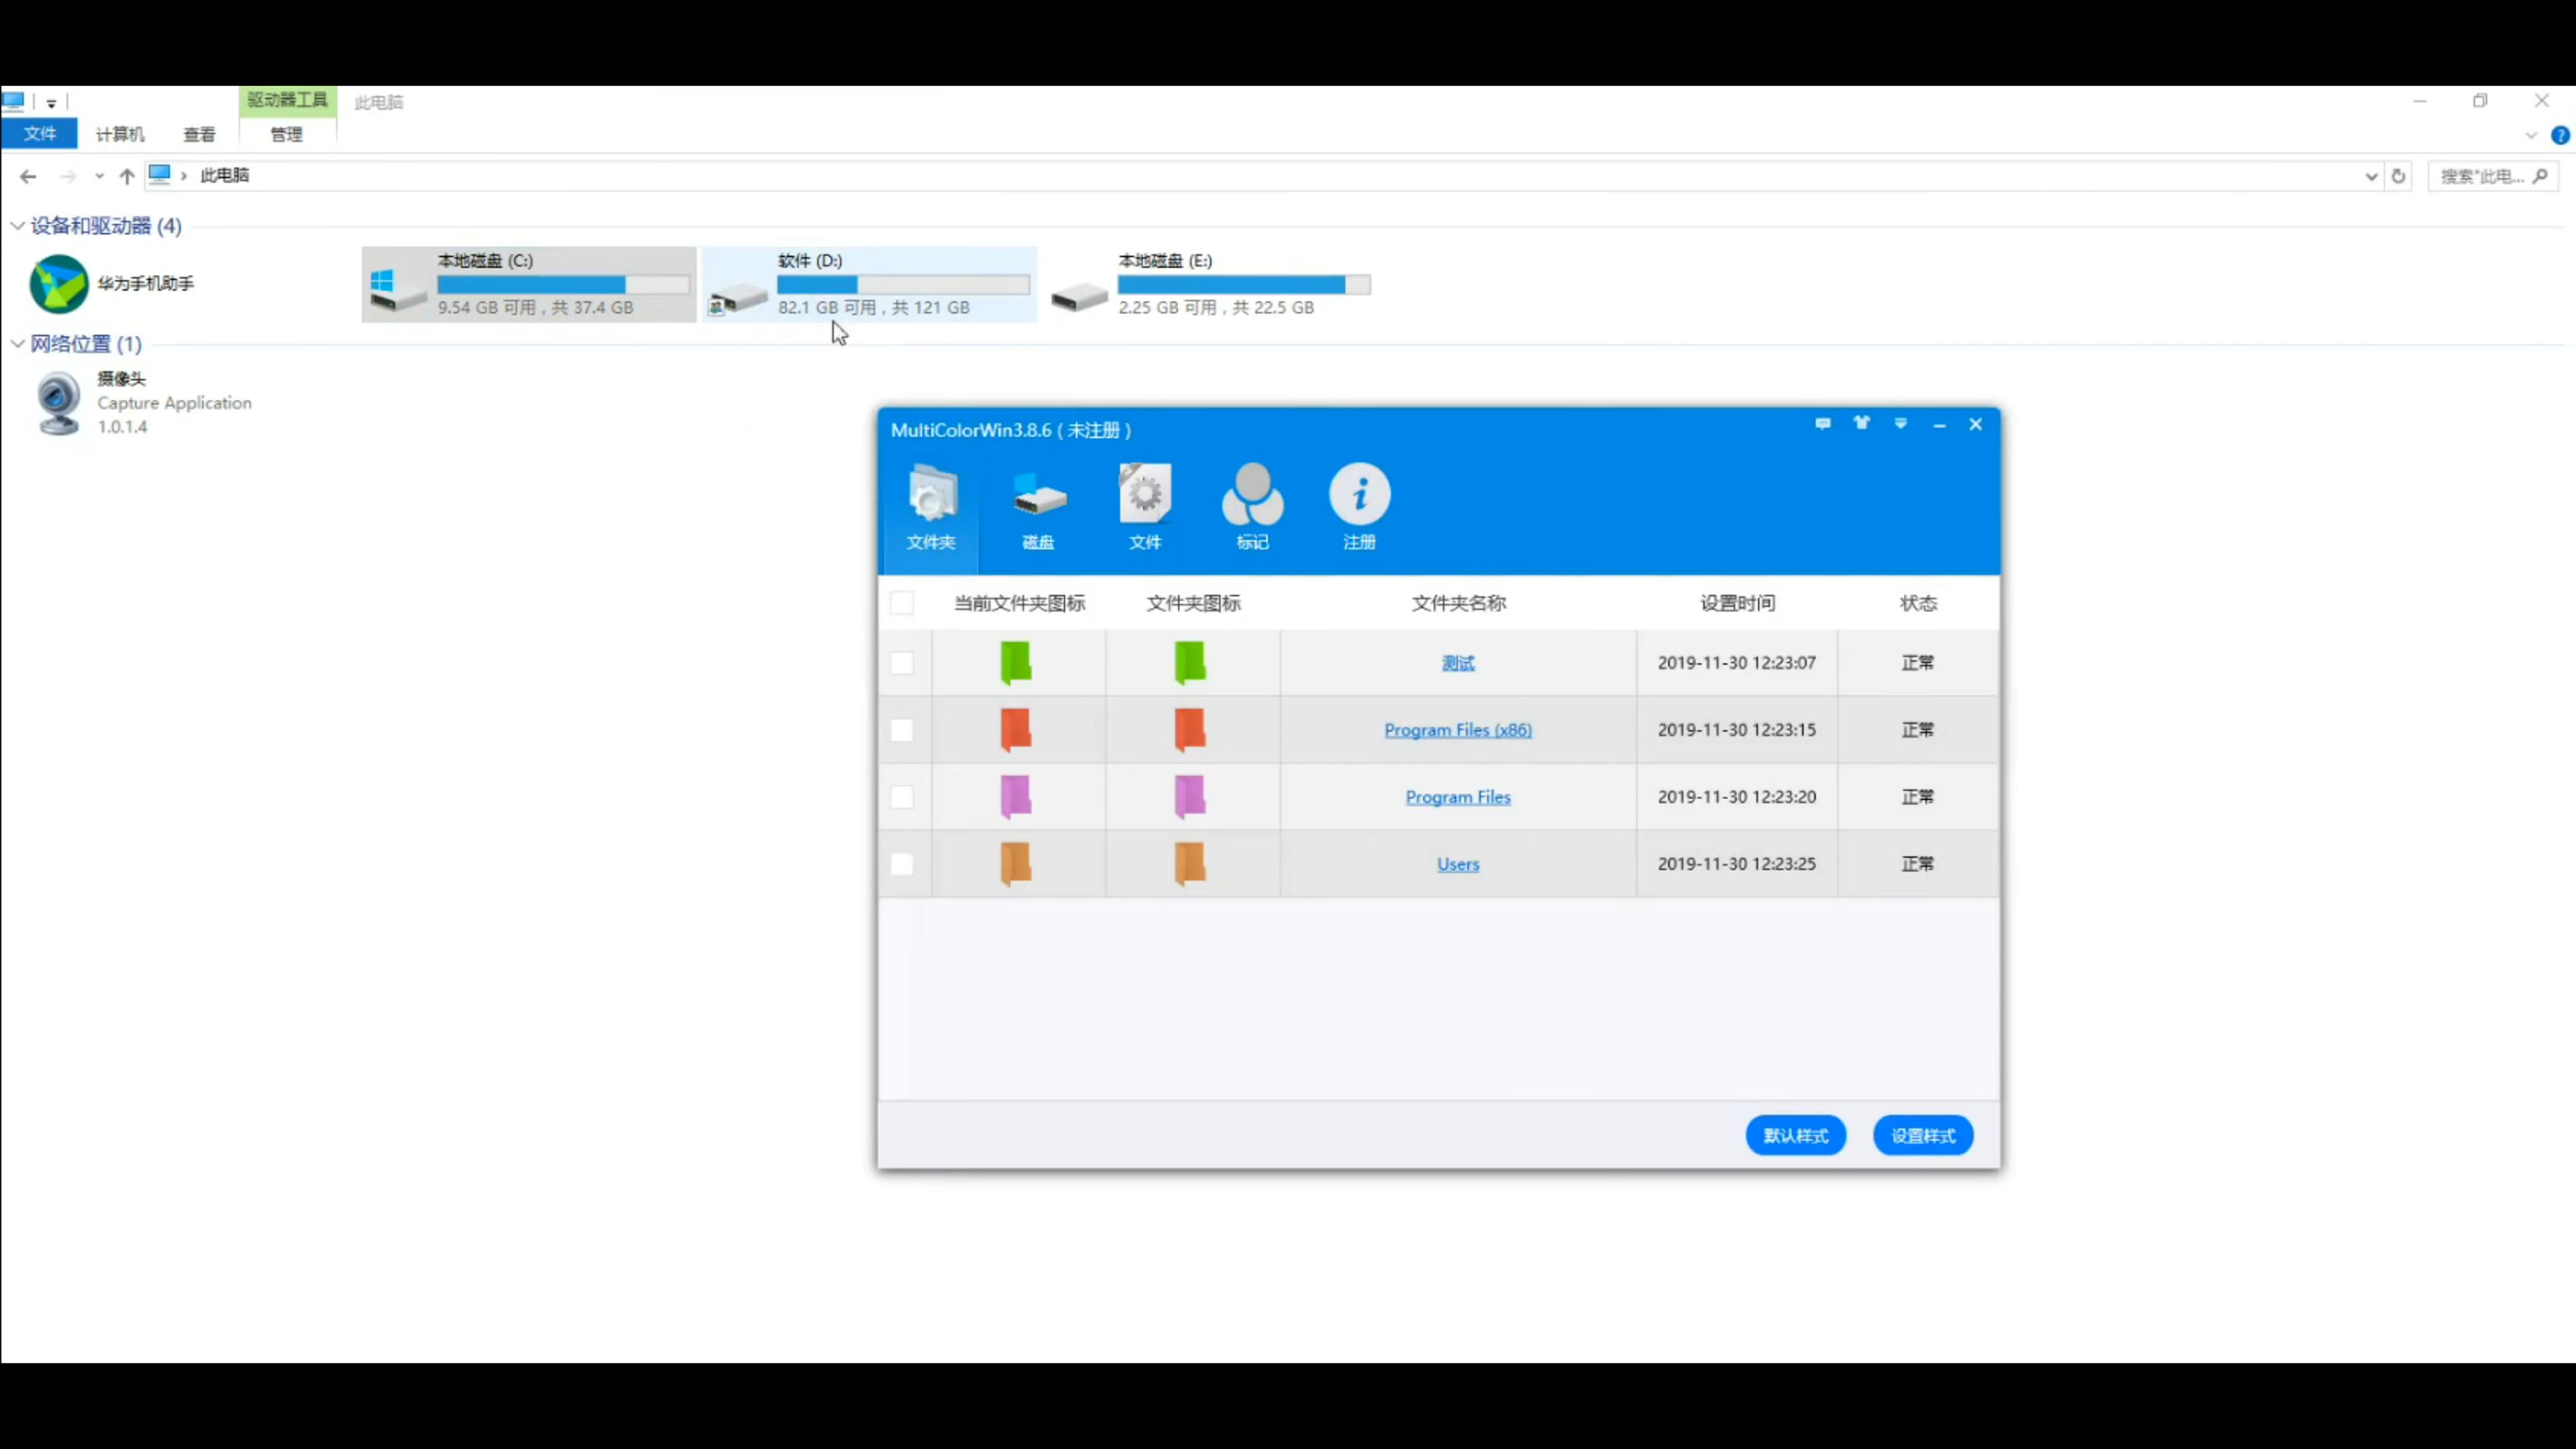 驱动器工具 此电脑
文件 计算机 查看 管理
此电脑 搜索"此电...
设备和驱动器 (4)
华为手机助手
本地磁盘 (C:)
9.54 GB 可用，共 37.4 GB
软件 (D:)
82.1 GB 可用，共 121 GB
本地磁盘 (E:)
2.25 GB 可用，共 22.5 GB
网络位置 (1)
摄像头
Capture Application
1.0.1.4
MultiColorWin3.8.6 ( 未注册 )
文件夹 磁盘 文件 标记 注册
当前文件夹图标 文件夹图标 文件夹名称 设置时间 状态
测试 2019-11-30 12:23:07 正常
Program Files (x86) 2019-11-30 12:23:15 正常
Program Files 2019-11-30 12:23:20 正常
Users 2019-11-30 12:23:25 正常
默认样式 设置样式